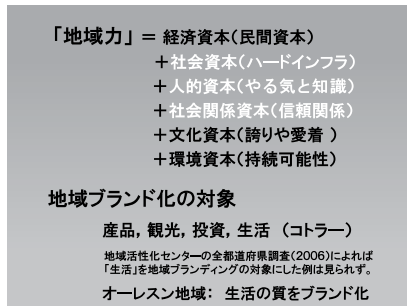 「地域力」 ＝ 経済資本(民間資本)
＋社会資本(ハードインフラ)
＋人的資本(やる気と知識)
＋社会関係資本(信頼関係)
＋文化資本(誇りや愛着 )
＋環境資本(持続可能性)
地域ブランド化の対象
産品, 観光, 投資, 生活 (コトラー)
地域活性化センターの全都道府県調査(2006)によれば
「生活」を地域ブランディングの対象にした例は見られず。
オーレスン地域: 生活の質をブランド化